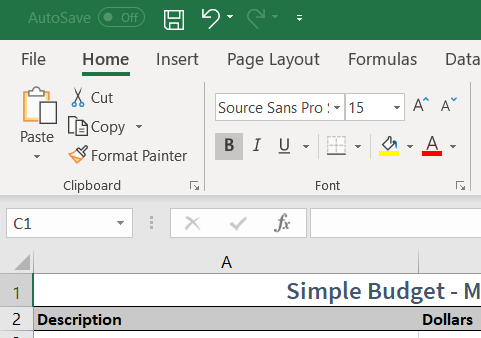 AutoSave Off
File Home Insert Page Layout Formulas Data
Cut
Copy
Format Painter
Paste
Source Sans Pro 15 A A
B I U A
Clipboard Font
C1 fx
A
1 Simple Budget - M
2 Description Dollars